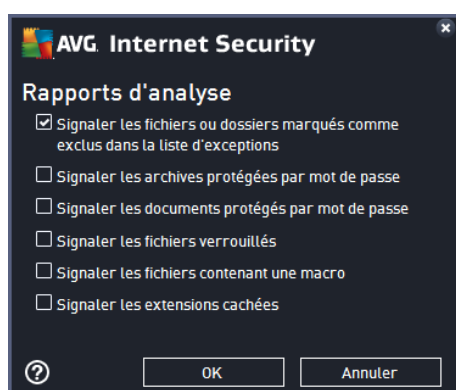 AVG. Internet Security
Rapports d'analyse
Signaler les fichiers ou dossiers marqués comme
exclus dans la liste d'exceptions
Signaler les archives protégées par mot de passe
Signaler les documents protégés par mot de passe
Signaler les fichiers verrouillés
Signaler les fichiers contenant une macro
Signaler les extensions cachées
? OK Annuler